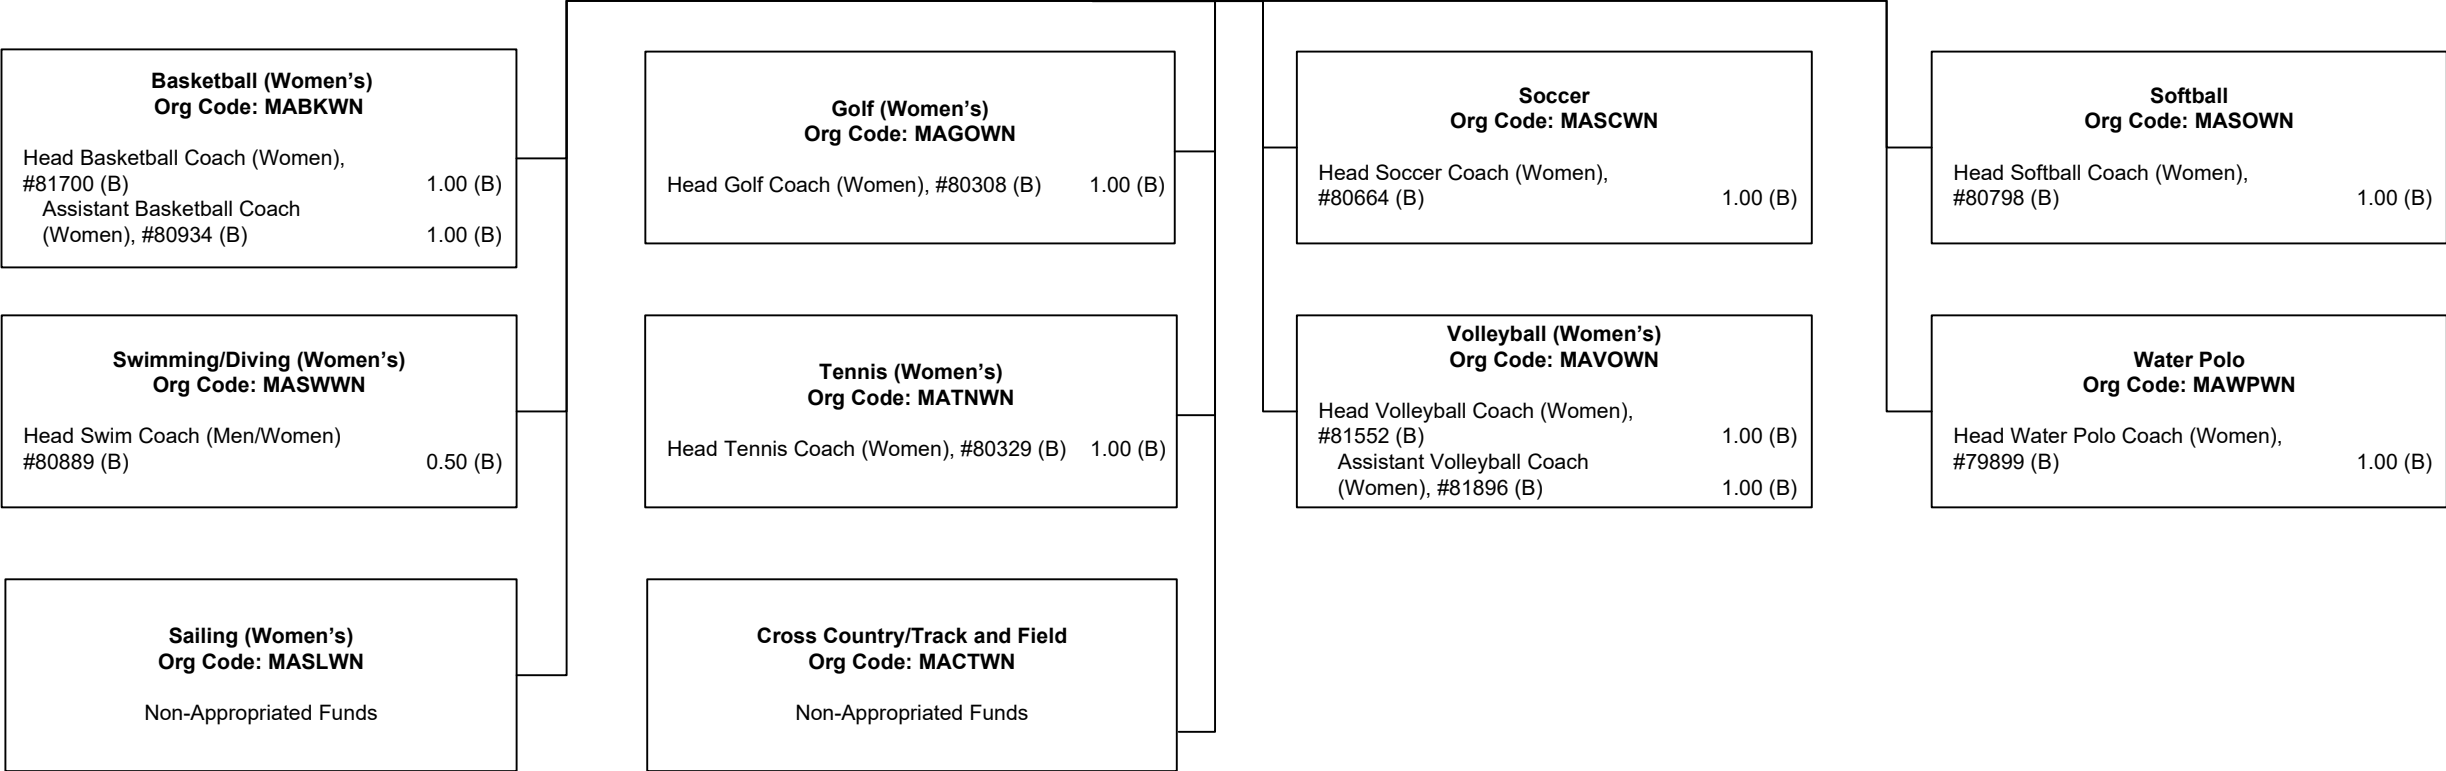 Basketball (Women’s)
Org Code: MABKWN
Head Basketball Coach (Women),
#81700 (B) 1.00 (B)
Assistant Basketball Coach
(Women), #80934 (B) 1.00 (B)
Golf (Women’s)
Org Code: MAGOWN
Head Golf Coach (Women), #80308 (B) 1.00 (B)
Soccer
Org Code: MASCWN
Head Soccer Coach (Women),
#80664 (B) 1.00 (B)
Softball
Org Code: MASOWN
Head Softball Coach (Women),
#80798 (B) 1.00 (B)
Swimming/Diving (Women’s)
Org Code: MASWWN
Head Swim Coach (Men/Women)
#80889 (B) 0.50 (B)
Tennis (Women’s)
Org Code: MATNWN
Head Tennis Coach (Women), #80329 (B) 1.00 (B)
Volleyball (Women’s)
Org Code: MAVOWN
Head Volleyball Coach (Women),
#81552 (B) 1.00 (B)
Assistant Volleyball Coach
(Women), #81896 (B) 1.00 (B)
Water Polo
Org Code: MAWPWN
Head Water Polo Coach (Women),
#79899 (B) 1.00 (B)
Sailing (Women’s)
Org Code: MASLWN
Non-Appropriated Funds
Cross Country/Track and Field
Org Code: MACTWN
Non-Appropriated Funds